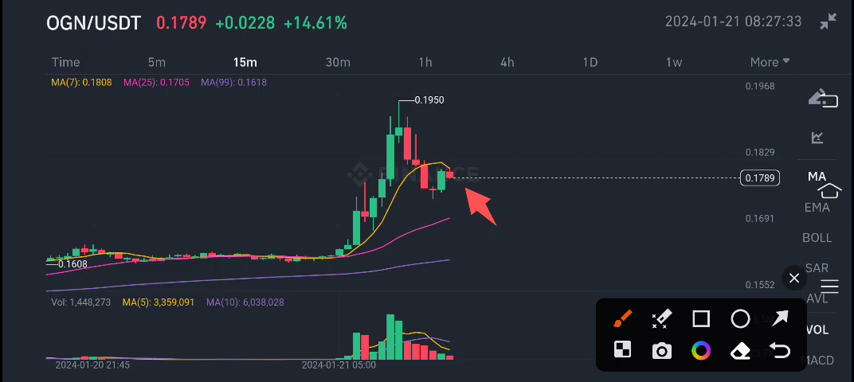 OGN/USDT 0.1789 +0.0228 +14.61% 2024-01-21 08:27:33
Time 5m 15m 30m 1h 4h 1D 1w More
MA(7): 0.1808 MA(25): 0.1705 MA(99): 0.1618
0.1968
0.1950
0.1829
BINANCE
0.1789
MA
EMA
0.1691
BOLL
0.1608
SAR
0.1552
AVL
Vol: 1,448,273 MA(5): 3,359,091 MA(10): 6,038,028
VOL
MACD
2024-01-20 21:45 2024-01-21 05:00